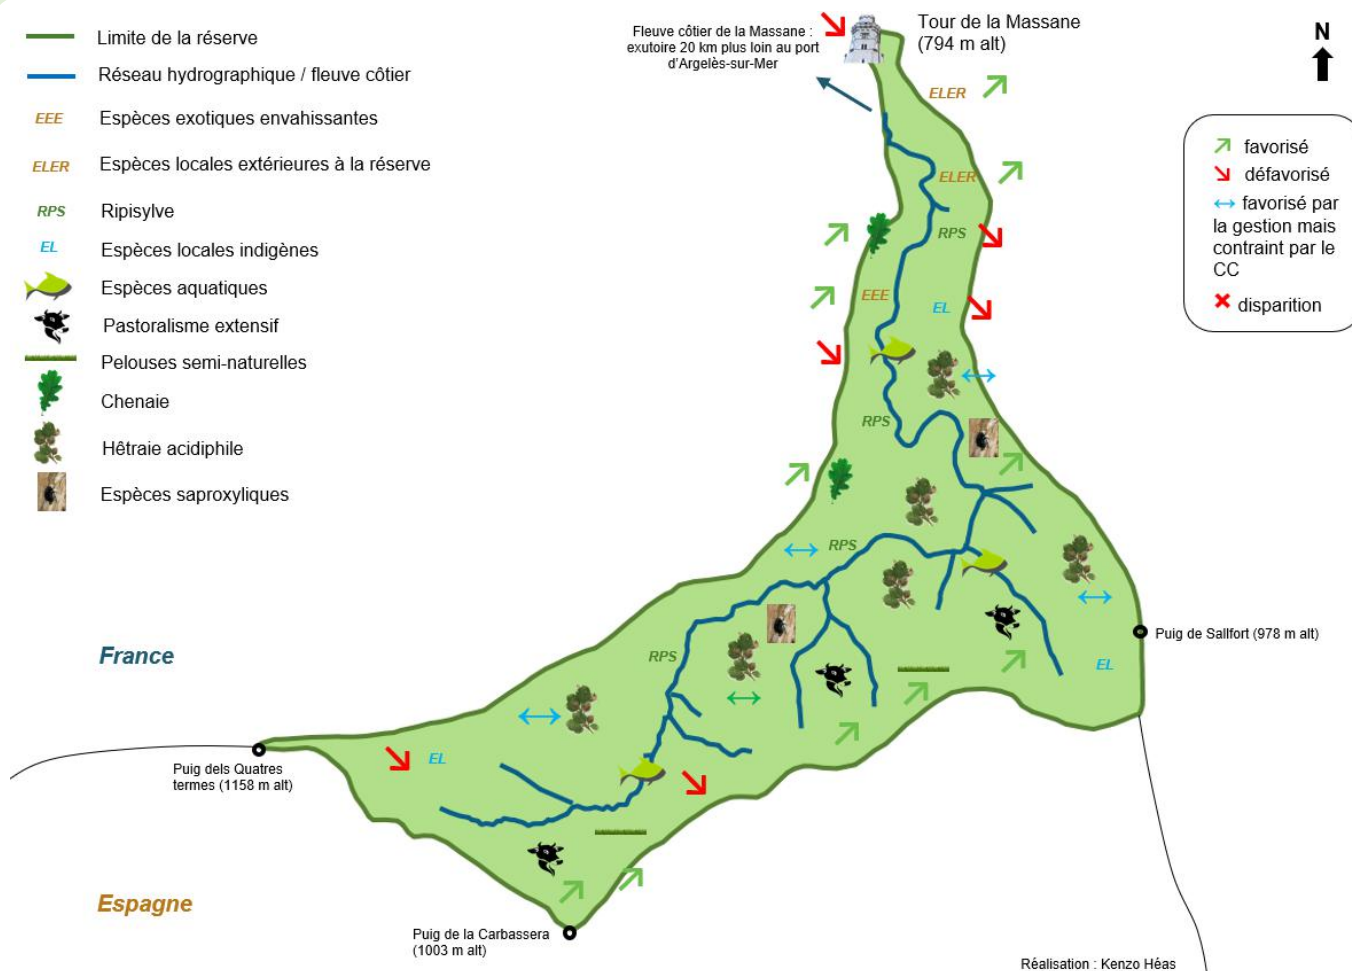 Limite de la réserve
Réseau hydrographique / fleuve côtier
EEE Espèces exotiques envahissantes
ELER Espèces locales extérieures à la réserve
RPS Ripisylve
EL Espèces locales indigènes
Espèces aquatiques
Pastoralisme extensif
Pelouses semi-naturelles
Chenaie
Hêtraie acidiphile
Espèces saproxyliques
Fleuve côtier de la Massane :
exutoire 20 km plus loin au port
d'Argelès-sur-Mer
Tour de la Massane
(794 m alt)
N
favorisé
défavorisé
favorisé par
la gestion mais
contraint par le
CC
disparition
ELER
ELER
RPS
EEE
EL
RPS
RPS
RPS
EL
EL
France
Puig de Sallfort (978 m alt)
Puig dels Quatres
termes (1158 m alt)
Espagne
Puig de la Carbassera
(1003 m alt)
Réalisation : Kenzo Héas